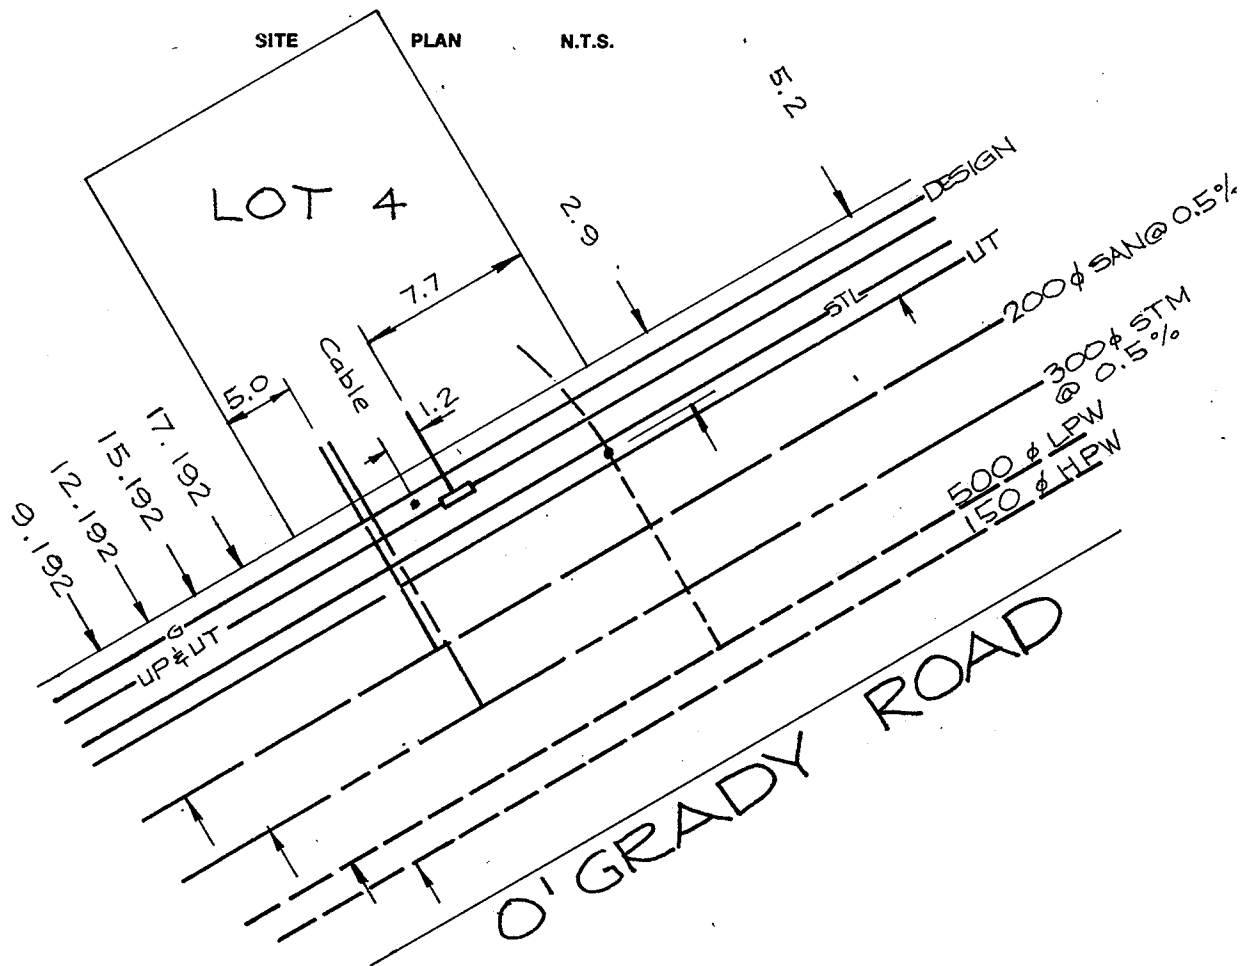 SITE PLAN N.T.S.
5.2
LOT 4
2.9
DESIGN
7.7
200 ϕ SAN @ 0.5%
UT
STL
300 ϕ STM
@ 0.5%
Cable
5.0
1.2
17.192
15.192
12.192
9.192
500 ϕ LPW
150 ϕ HPW
G
UP & UT
O'GRADY ROAD